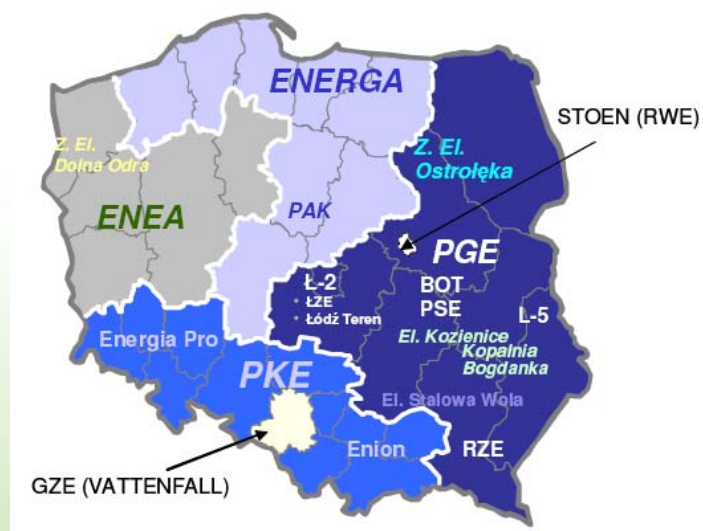 ENERGA
STOEN (RWE)
Z. El.
Dolna Odra
Z. El.
Ostrołęka
ENEA
PAK
PGE
Ł-2
• ŁZE
• Łódź Teren
BOT
PSE
L-5
El. Kozienice
Kopalnia
Bogdanka
Energia Pro
PKE
El. Stalowa Wola
Enion
RZE
GZE (VATTENFALL)